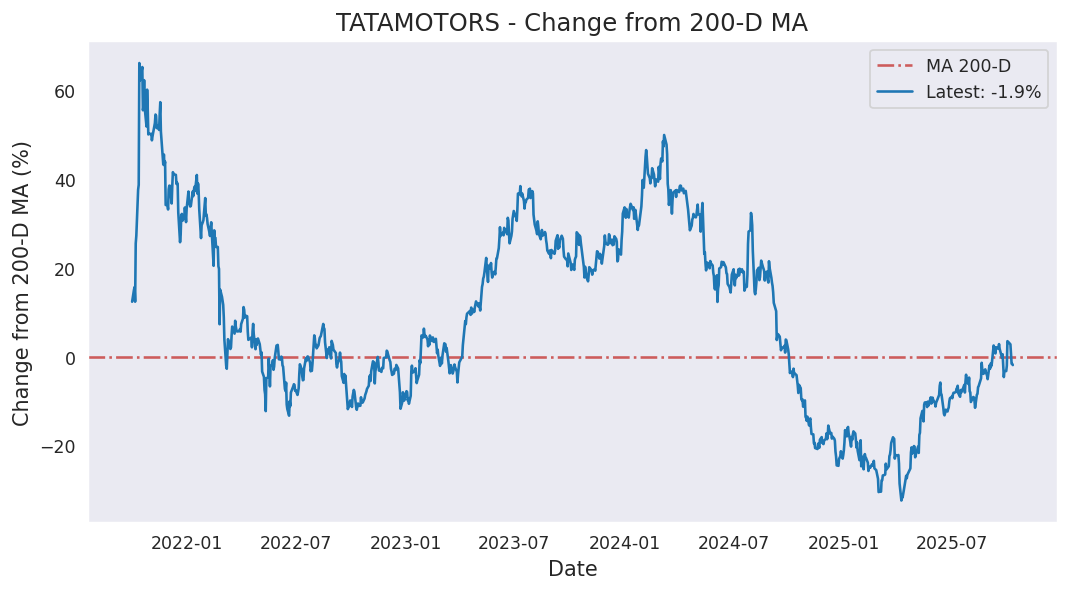 TATAMOTORS - Change from 200-D MA
MA 200-D
Latest: -1.9%
Change from 200-D MA (%)
60
40
20
0
−20
2022-01
2022-07
2023-01
2023-07
2024-01
2024-07
2025-01
2025-07
Date